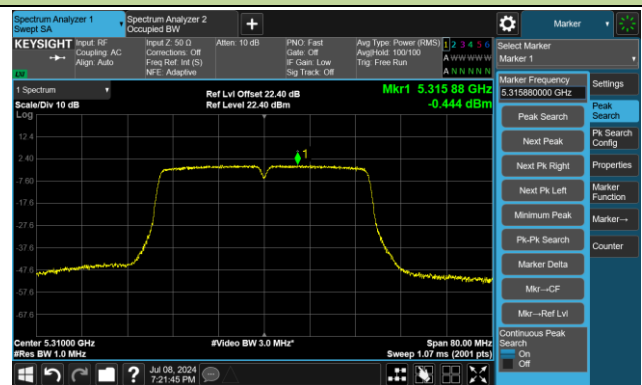 Spectrum Analyzer 1
Swept SA
Spectrum Analyzer 2
Occupied BW
Marker
KEYSIGHT
Input: RF
Coupling: AC
Align: Auto
Input Z: 50 Ω
Corrections: Off
Freq Ref: Int (S)
NFE: Adaptive
Atten: 10 dB
PNO: Fast
Gate: Off
IF Gain: Low
Sig Track: Off
Avg Type: Power (RMS)
Avg|Hold: 100/100
Trig: Free Run
1 2 3 4 5 6
A W W W W W
A N N N N N
Select Marker
Marker 1
1 Spectrum
Scale/Div 10 dB
Log
Ref Lvl Offset 22.40 dB
Ref Level 22.40 dBm
Mkr1 5.315 88 GHz
-0.444 dBm
12.4
2.40
-7.60
-17.6
-27.6
-37.6
-47.6
-57.6
-67.6
1
Center 5.31000 GHz
#Res BW 1.0 MHz
#Video BW 3.0 MHz*
Span 80.00 MHz
Sweep 1.07 ms (2001 pts)
Marker Frequency
5.315880000 GHz
Peak Search
Next Peak
Next Pk Right
Next Pk Left
Minimum Peak
Pk-Pk Search
Marker Delta
Mkr→CF
Mkr→Ref Lvl
Continuous Peak
Search
On
Off
Settings
Peak
Search
Pk Search
Config
Properties
Marker
Function
Marker→
Counter
?
Jul 08, 2024
7:21:45 PM